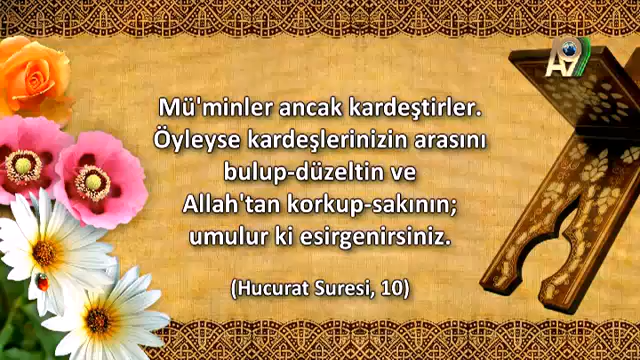 A9
Mü'minler ancak kardeştirler.
Öyleyse kardeşlerinizin arasını
bulup-düzeltin ve
Allah'tan korkup-sakının;
umulur ki esirgenirsiniz.
(Hucurat Suresi, 10)